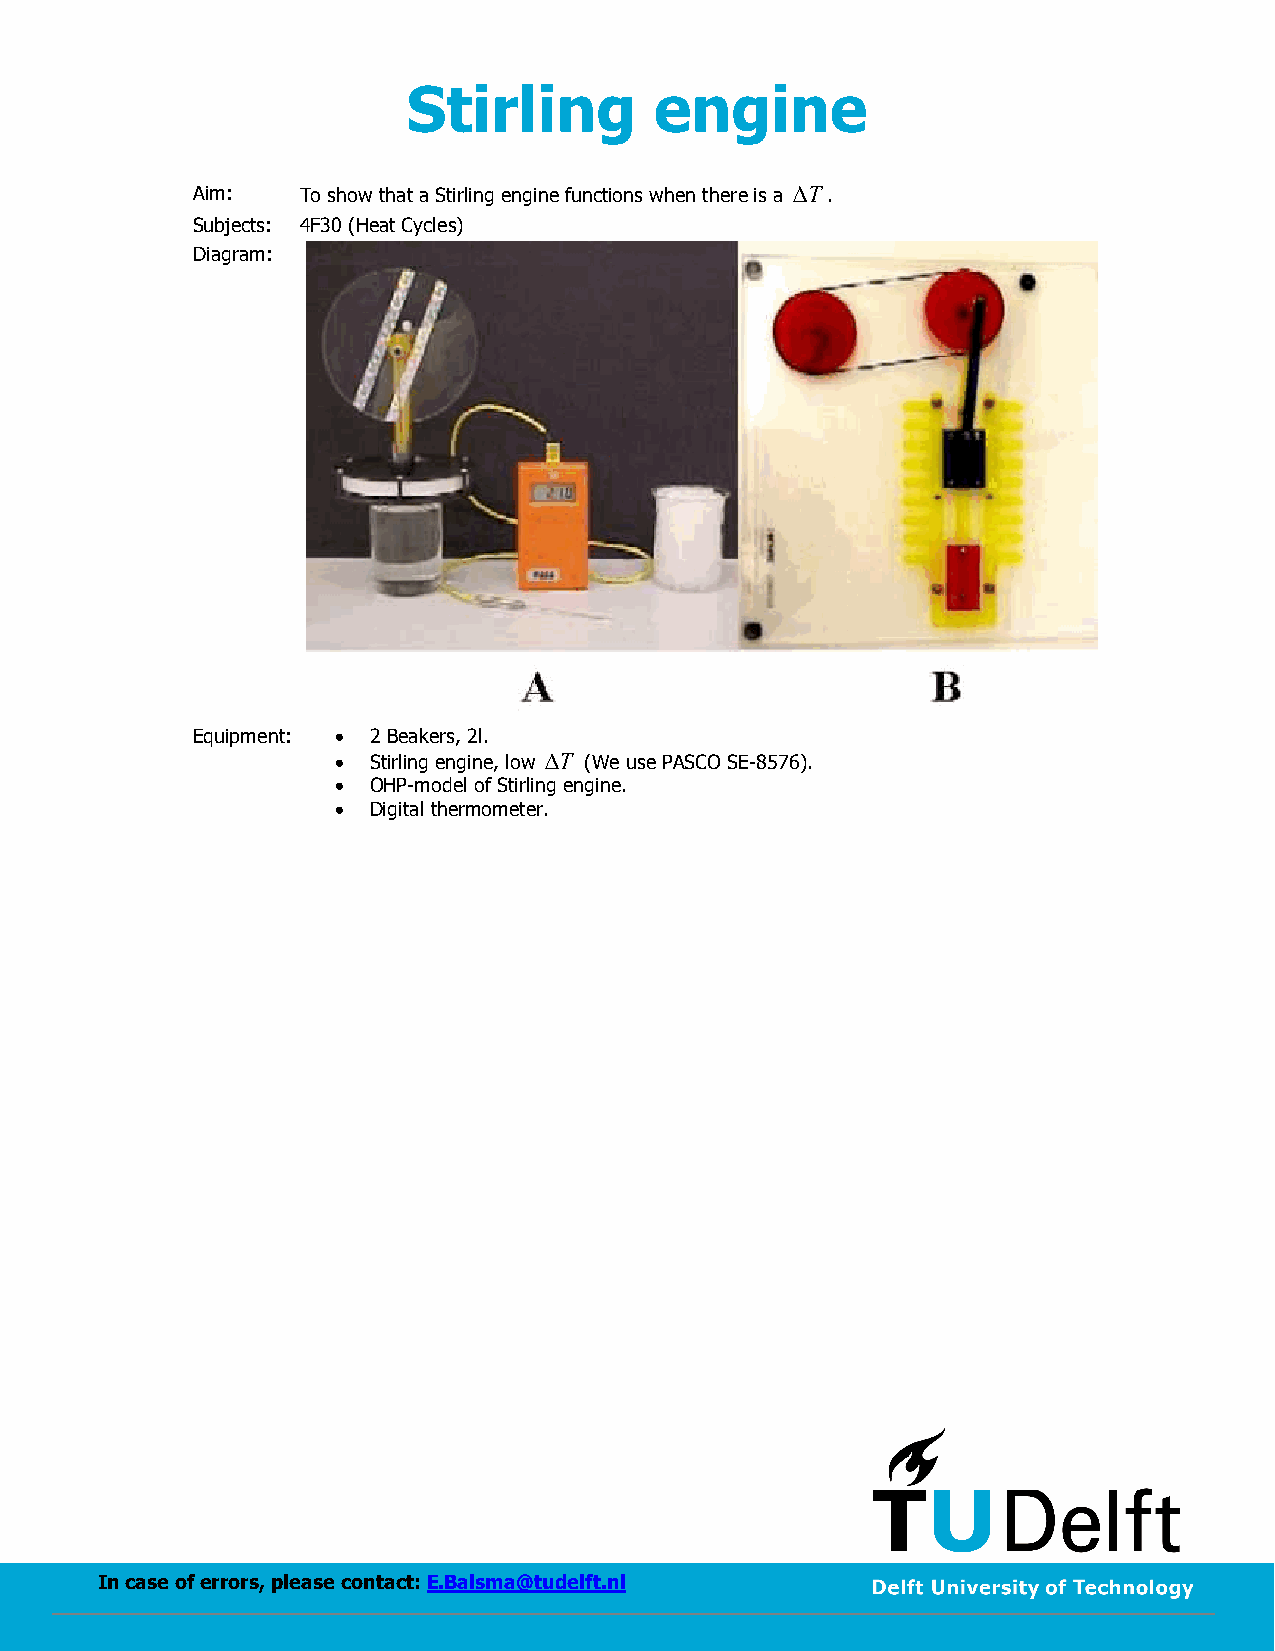 Stirling engine
Aim: To show that a Stirling engine functions when there is a ΔT.
Subjects: 4F30 (Heat Cycles)
Diagram:
A B
Equipment: • 2 Beakers, 2l.
• Stirling engine, low ΔT (We use PASCO SE-8576).
• OHP-model of Stirling engine.
• Digital thermometer.
TUDelft
In case of errors, please contact: E.Balsma@tudelft.nl
Delft University of Technology